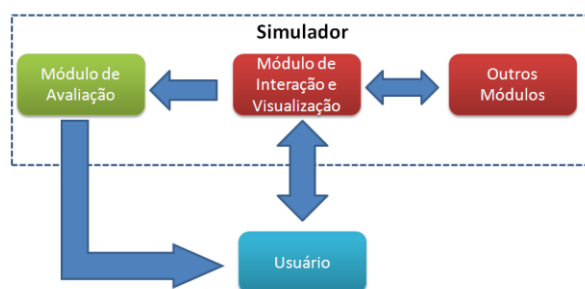 Simulador
Módulo de
Avaliação
Módulo de
Interação e
Visualização
Outros
Módulos
Usuário